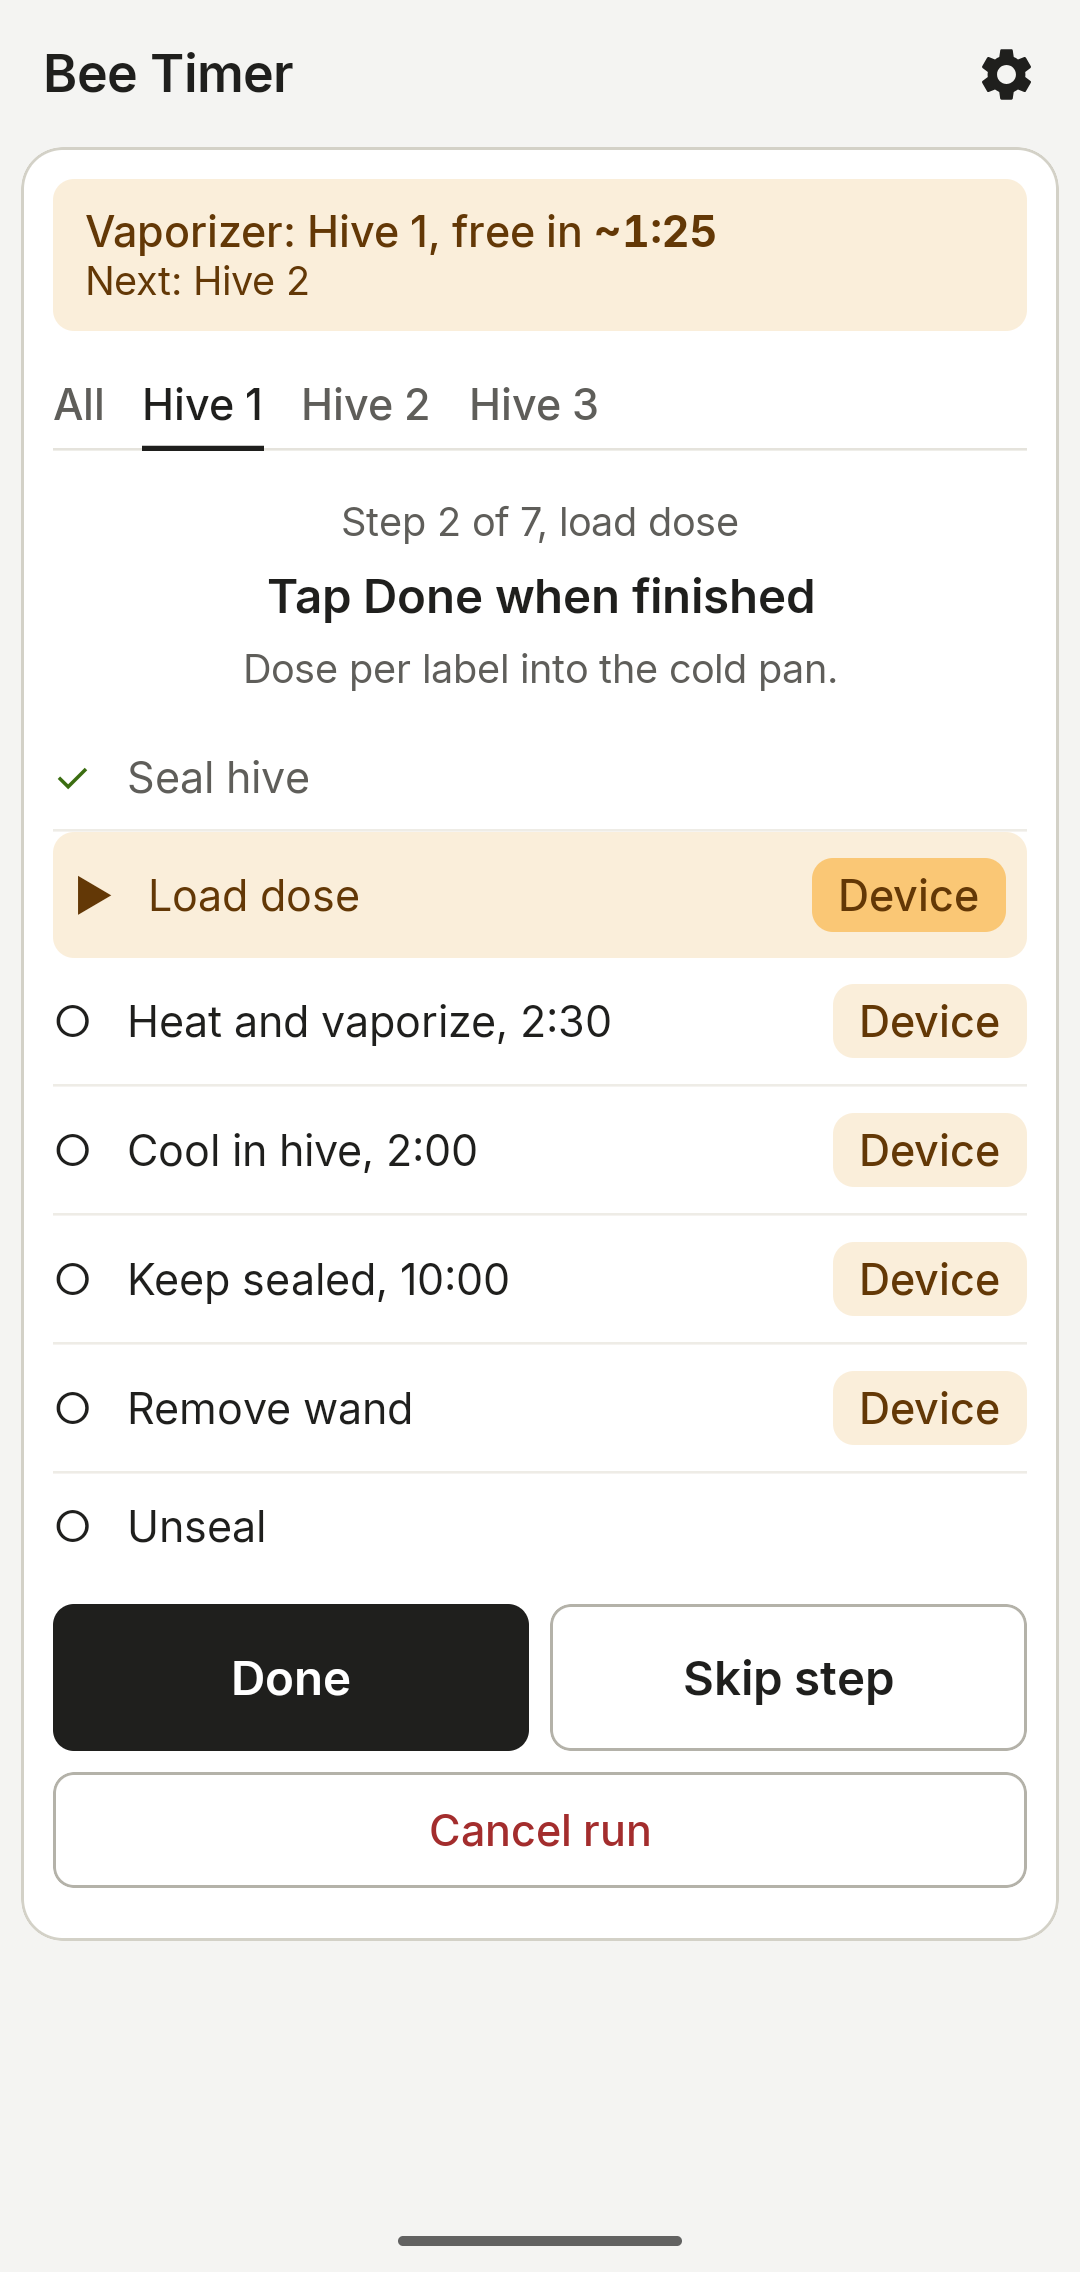 Bee Timer
Vaporizer: Hive 1, free in ~1:25
Next: Hive 2
All Hive 1 Hive 2 Hive 3
Step 2 of 7, load dose
Tap Done when finished
Dose per label into the cold pan.
Seal hive
Load dose Device
Heat and vaporize, 2:30 Device
Cool in hive, 2:00 Device
Keep sealed, 10:00 Device
Remove wand Device
Unseal
Done Skip step
Cancel run